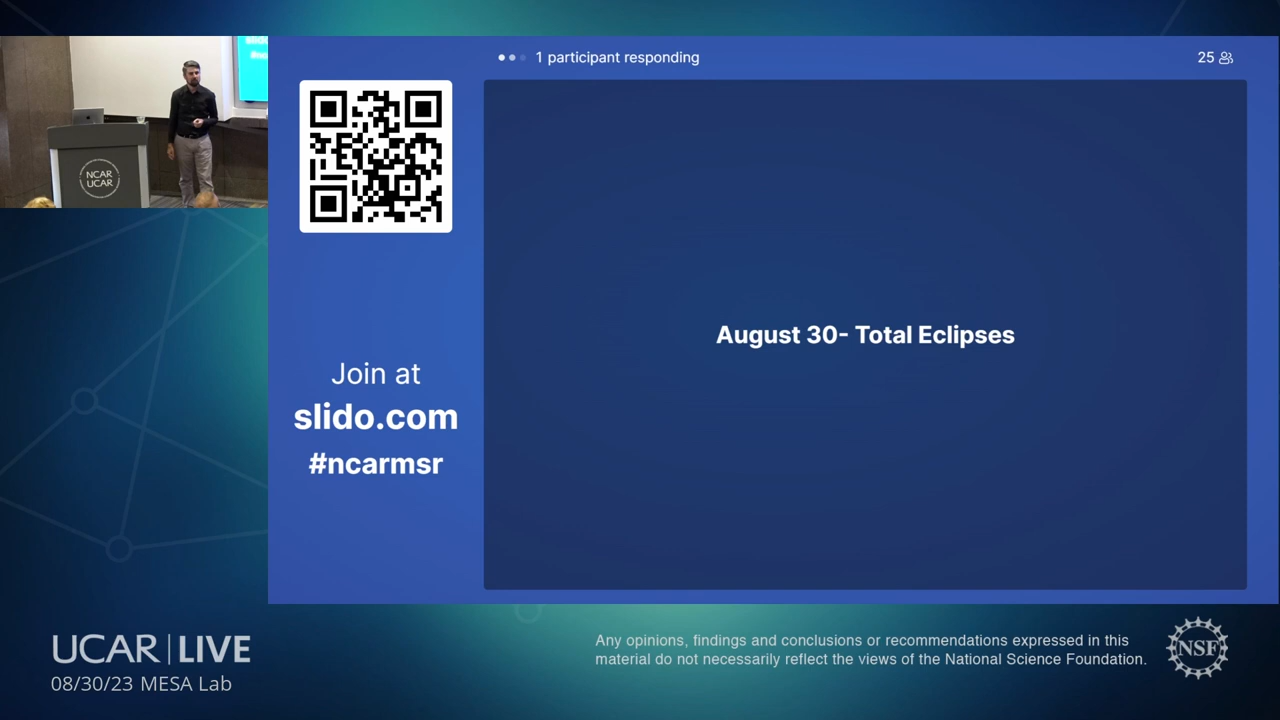 1 participant responding
25
NCAR
UCAR
August 30- Total Eclipses
Join at
slido.com
#ncarmsr
UCAR | LIVE
08/30/23 MESA Lab
Any opinions, findings and conclusions or recommendations expressed in this
material do not necessarily reflect the views of the National Science Foundation.
NSF